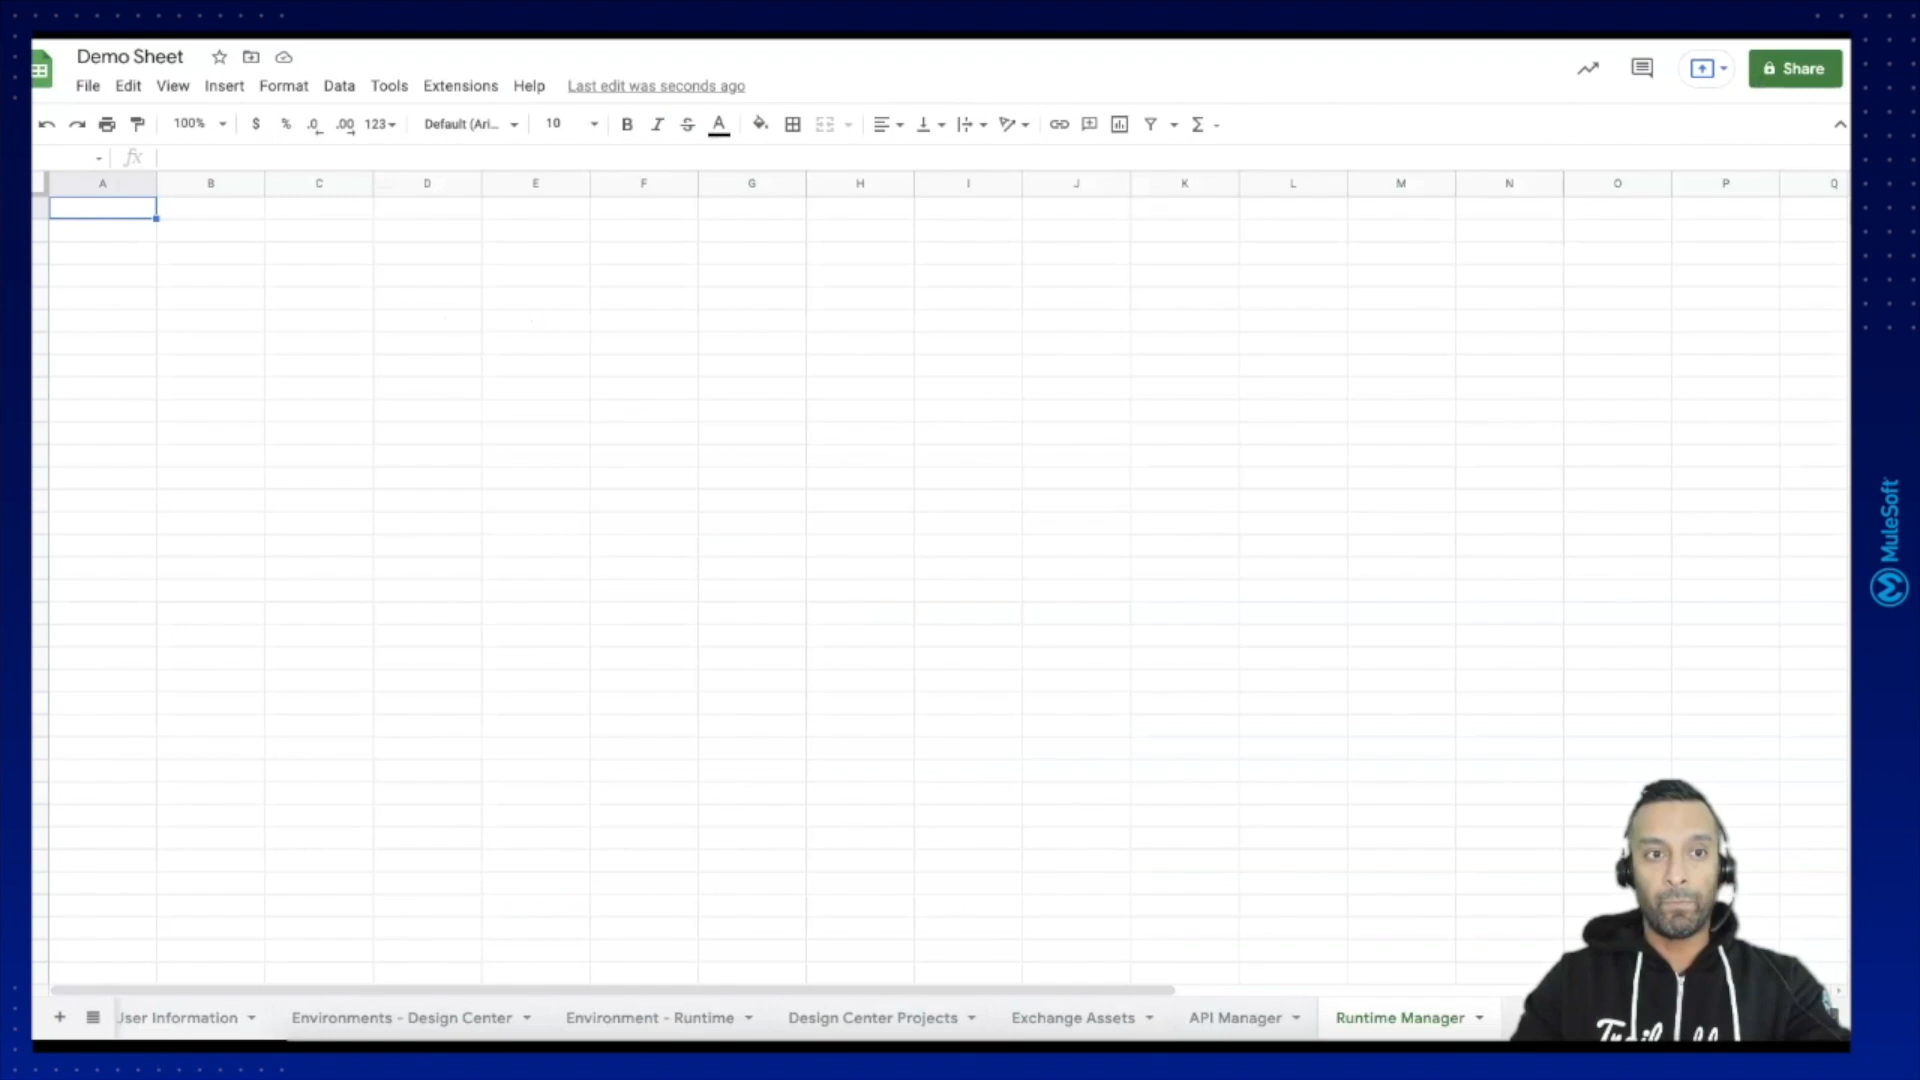 Demo Sheet
File Edit View Insert Format Data Tools Extensions Help Last edit was seconds ago
Share
100% $ % .0 .00 123 Default (Ari... 10 B I S A Σ
fx
A B C D E F G H I J K L M N O P Q
MuleSoft
+ User Information Environments - Design Center Environment - Runtime Design Center Projects Exchange Assets API Manager Runtime Manager